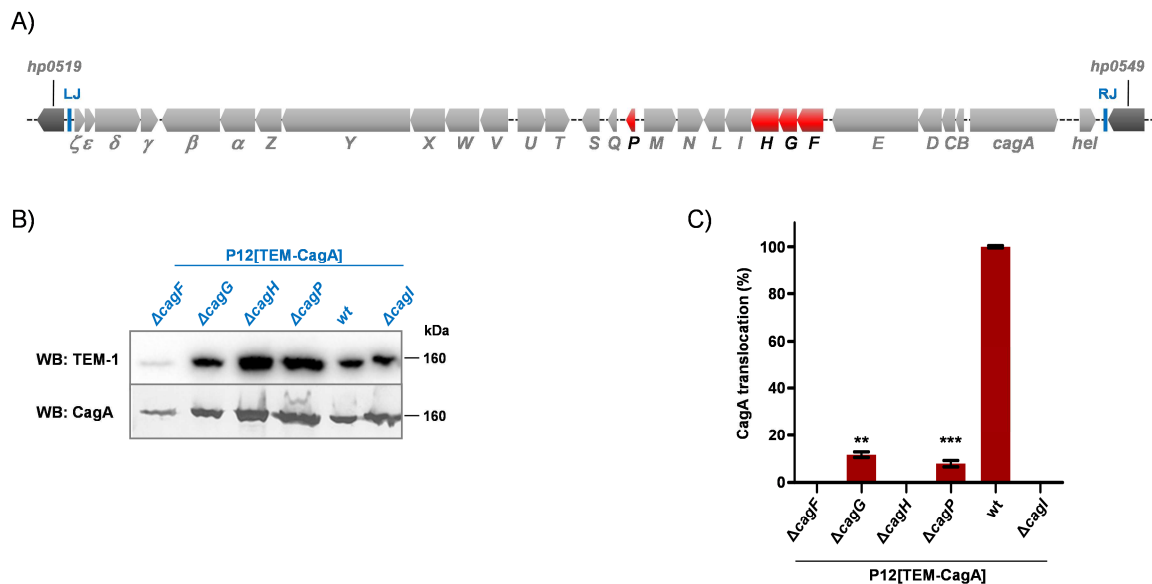 A)
hp0519
hp0549
LJ
RJ
ζ ε δ γ β α Z Y X W V U T S Q P M N L I H G F E D C B cagA hel
B)
P12[TEM-CagA]
ΔcagF ΔcagG ΔcagH ΔcagP wt ΔcagI
kDa
WB: TEM-1
160
WB: CagA
160
C)
CagA translocation (%)
100
80
60
40
20
0
** ***
ΔcagF ΔcagG ΔcagH ΔcagP wt ΔcagI
P12[TEM-CagA]